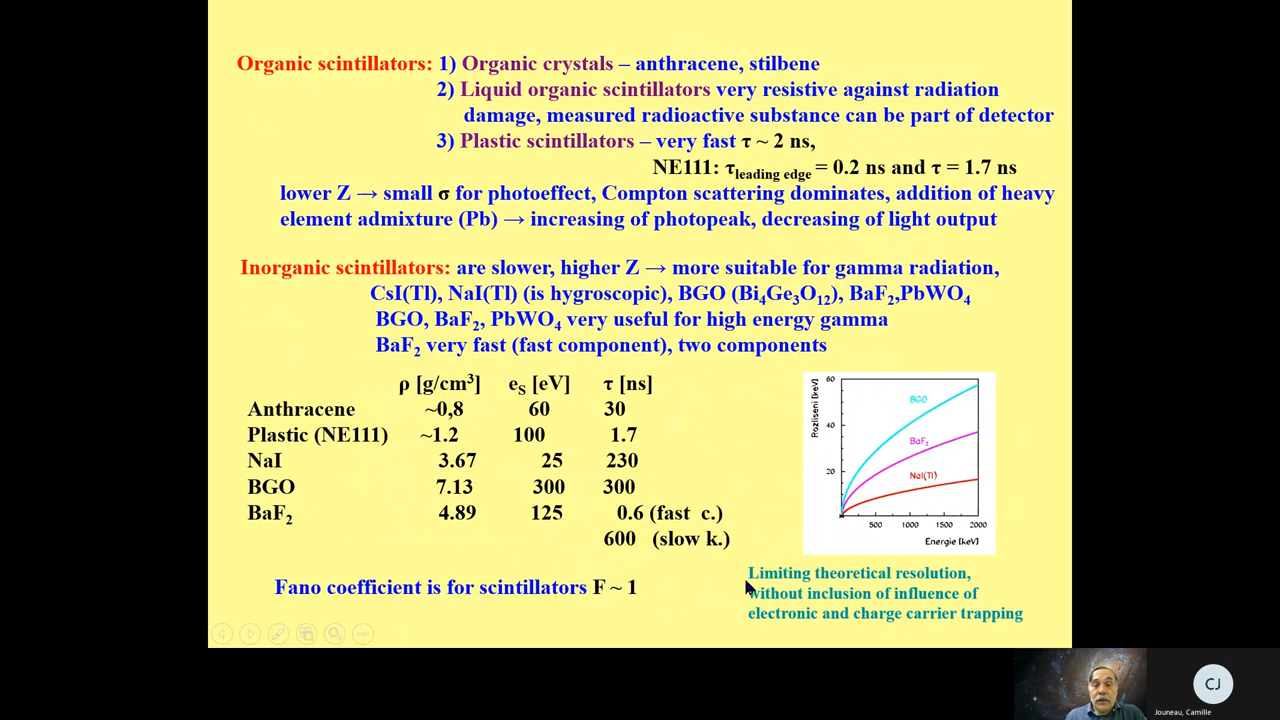 Organic scintillators: 1) Organic crystals – anthracene, stilbene
2) Liquid organic scintillators very resistive against radiation
damage, measured radioactive substance can be part of detector
3) Plastic scintillators – very fast τ ~ 2 ns,
NE111: τleading edge = 0.2 ns and τ = 1.7 ns
lower Z → small σ for photoeffect, Compton scattering dominates, addition of heavy
element admixture (Pb) → increasing of photopeak, decreasing of light output
Inorganic scintillators: are slower, higher Z → more suitable for gamma radiation,
CsI(Tl), NaI(Tl) (is hygroscopic), BGO (Bi4Ge3O12), BaF2,PbWO4
BGO, BaF2, PbWO4 very useful for high energy gamma
BaF2 very fast (fast component), two components
ρ [g/cm3] eS [eV] τ [ns]
Anthracene ~0,8 60 30
Plastic (NE111) ~1.2 100 1.7
NaI 3.67 25 230
BGO 7.13 300 300
BaF2 4.89 125 0.6 (fast c.)
600 (slow k.)
Fano coefficient is for scintillators F ~ 1
Rozliseni [keV]
60
40
20
BGO
BaF2
NaI(Tl)
500 1000 1500 2000
Energie [keV]
Limiting theoretical resolution,
without inclusion of influence of
electronic and charge carrier trapping
CJ
Jouneau, Camille